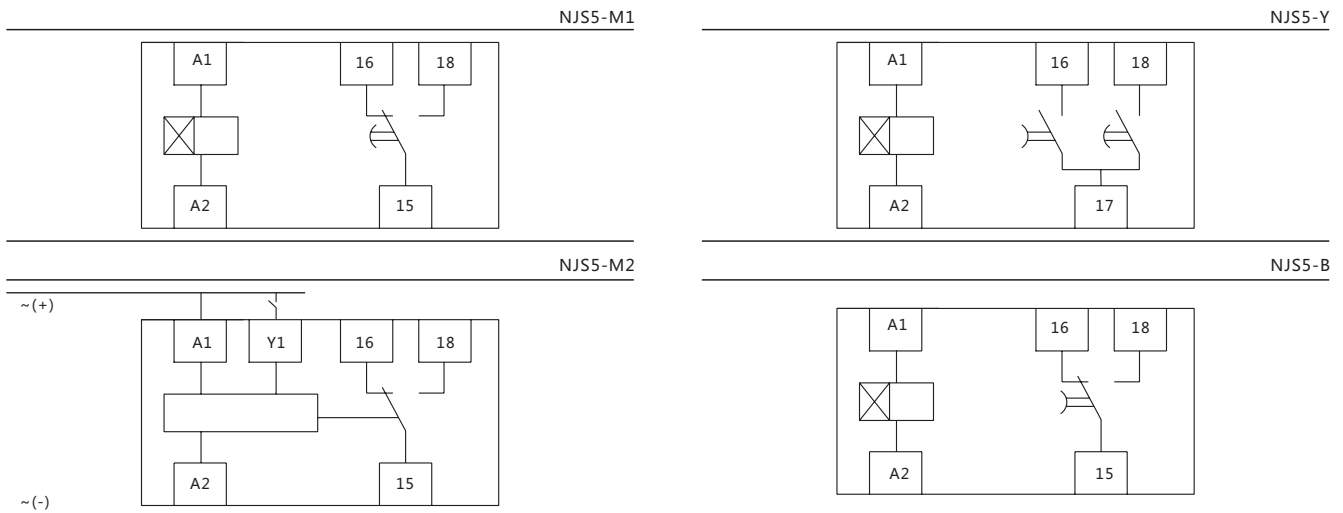 NJS5-M1
A1
16
18
A2
15
NJS5-Y
A1
16
18
A2
17
NJS5-M2
~(+)
A1
Y1
16
18
A2
15
~(-)
NJS5-B
A1
16
18
A2
15